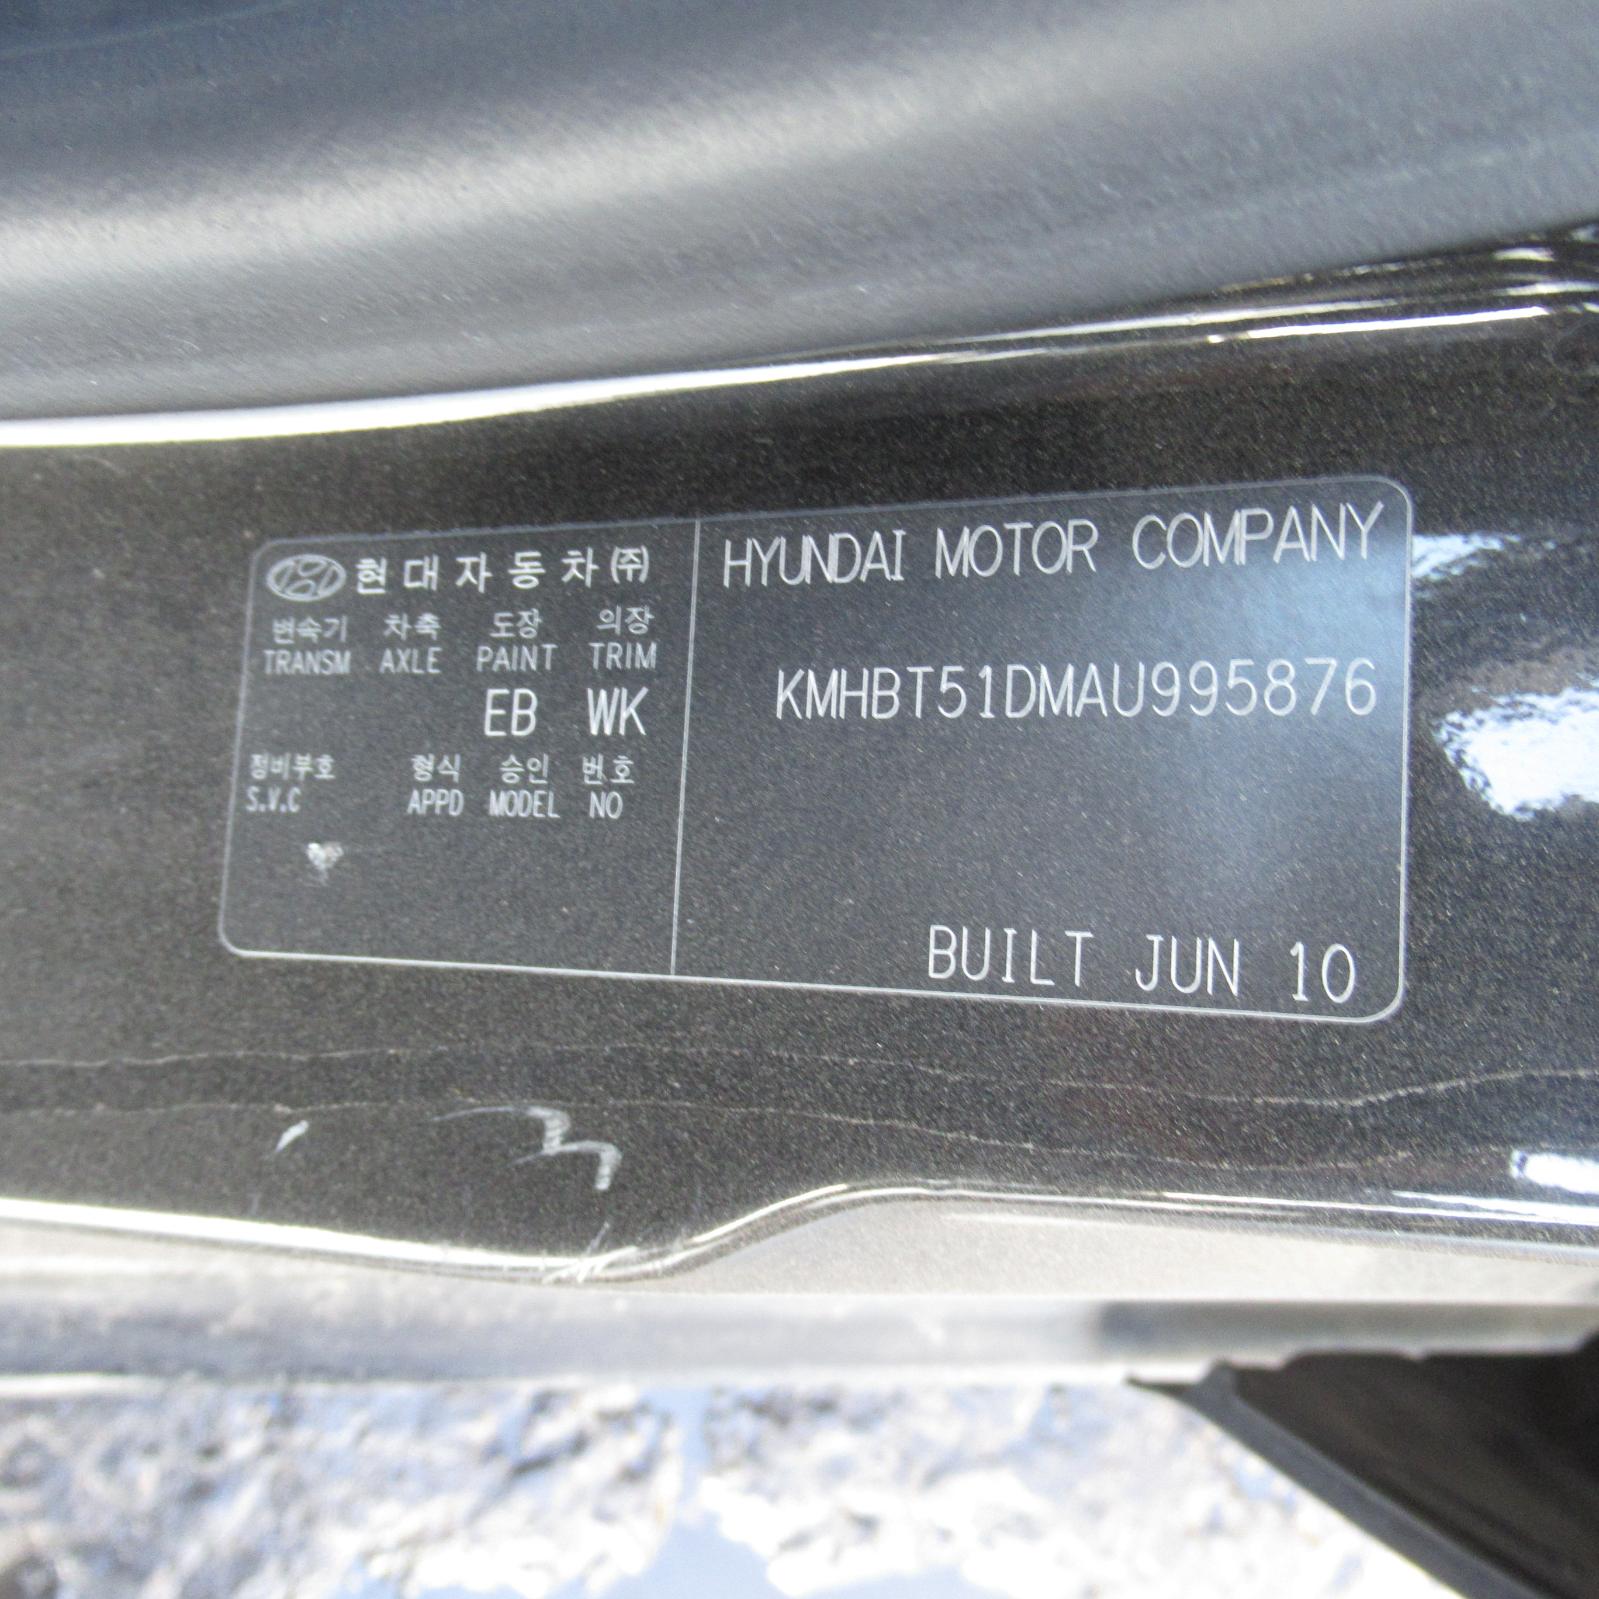 현대자동차㈜
변속기 차축 도장 의장
TRANSM AXLE PAINT TRIM
EB WK
정비부호 형식 승인 번호
S.V.C APPD MODEL NO
HYUNDAI MOTOR COMPANY
KMHBT51DMAU995876
BUILT JUN 10